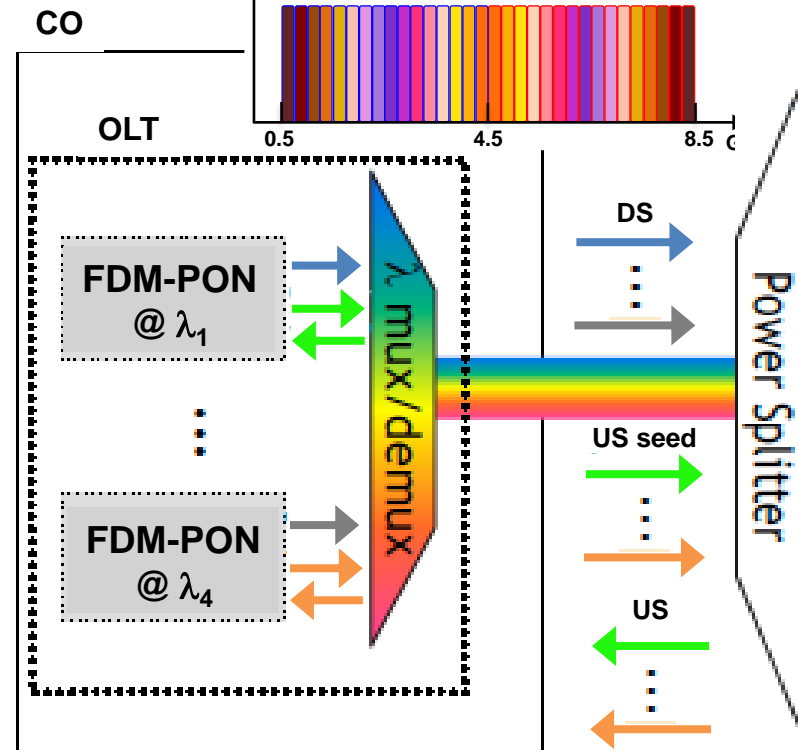 CO
0.5 4.5 8.5
OLT
FDM-PON
@ λ1
λ mux/demux
FDM-PON
@ λ4
DS
US seed
US
Power Splitter